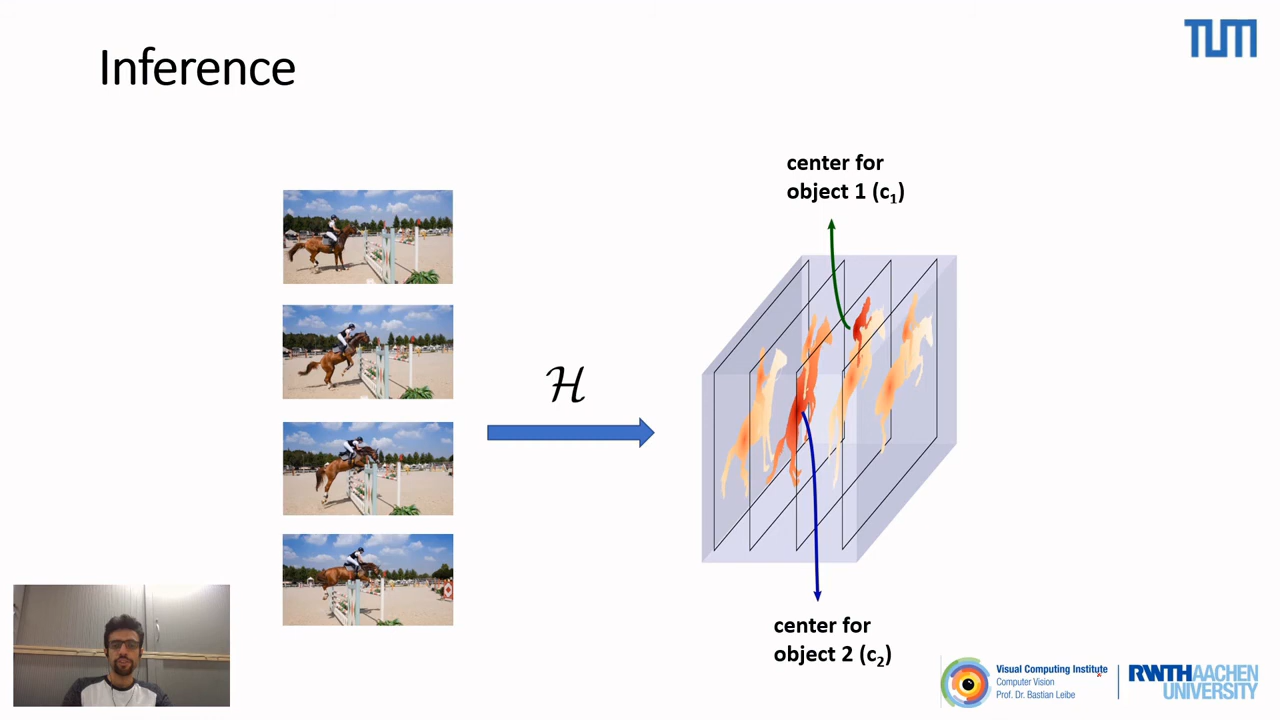 Inference
TUM
center for
object 1 (c₁)
ℋ
center for
object 2 (c₂)
Visual Computing Institute
Computer Vision
Prof. Dr. Bastian Leibe
RWTHAACHEN
UNIVERSITY